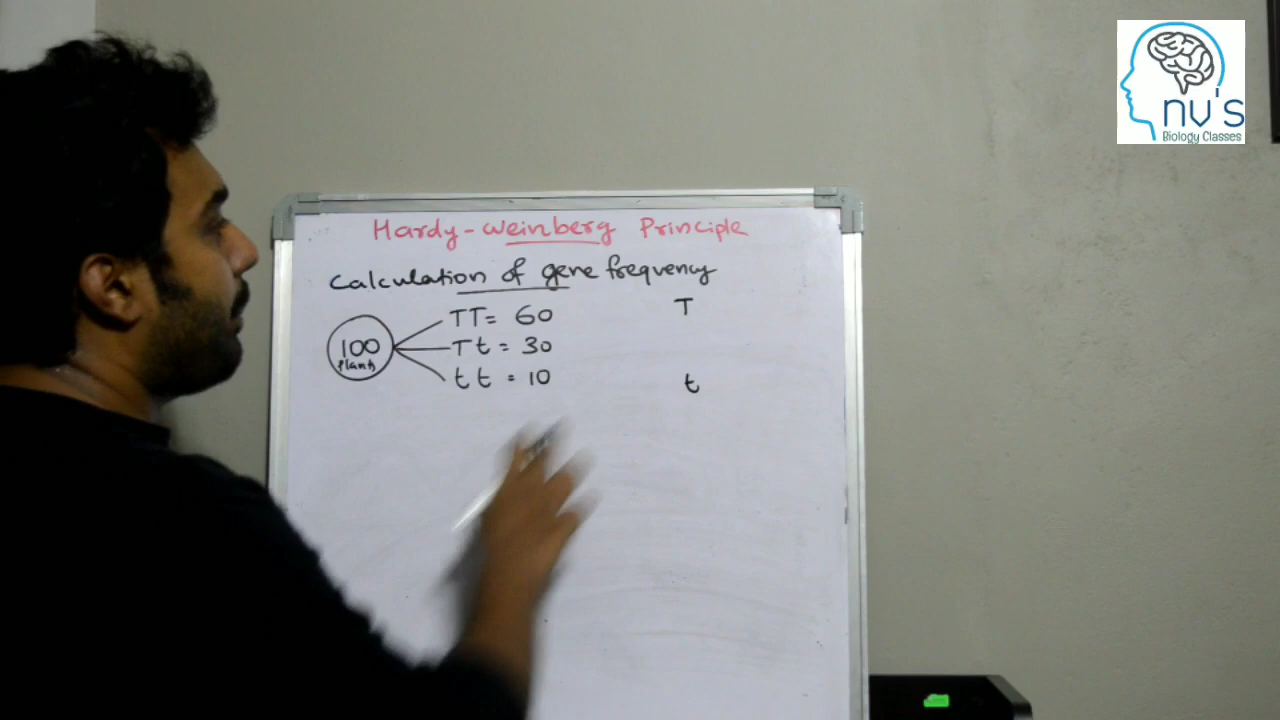 nv's
Biology Classes
Hardy-Weinberg Principle
Calculation of gene frequency
100
Plants
TT= 60
Tt = 30
tt = 10
T
t